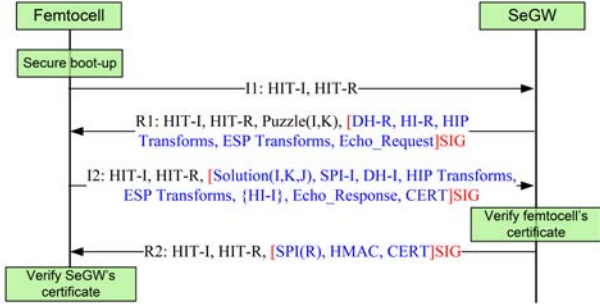 Femtocell
SeGW
Secure boot-up
I1: HIT-I, HIT-R
R1: HIT-I, HIT-R, Puzzle(I,K), [DH-R, HI-R, HIP
Transforms, ESP Transforms, Echo_Request]SIG
I2: HIT-I, HIT-R, [Solution(I,K,J), SPI-I, DH-I, HIP Transforms,
ESP Transforms, {HI-I}, Echo_Response, CERT]SIG
Verify femtocell's
certificate
R2: HIT-I, HIT-R, [SPI(R), HMAC, CERT]SIG
Verify SeGW's
certificate